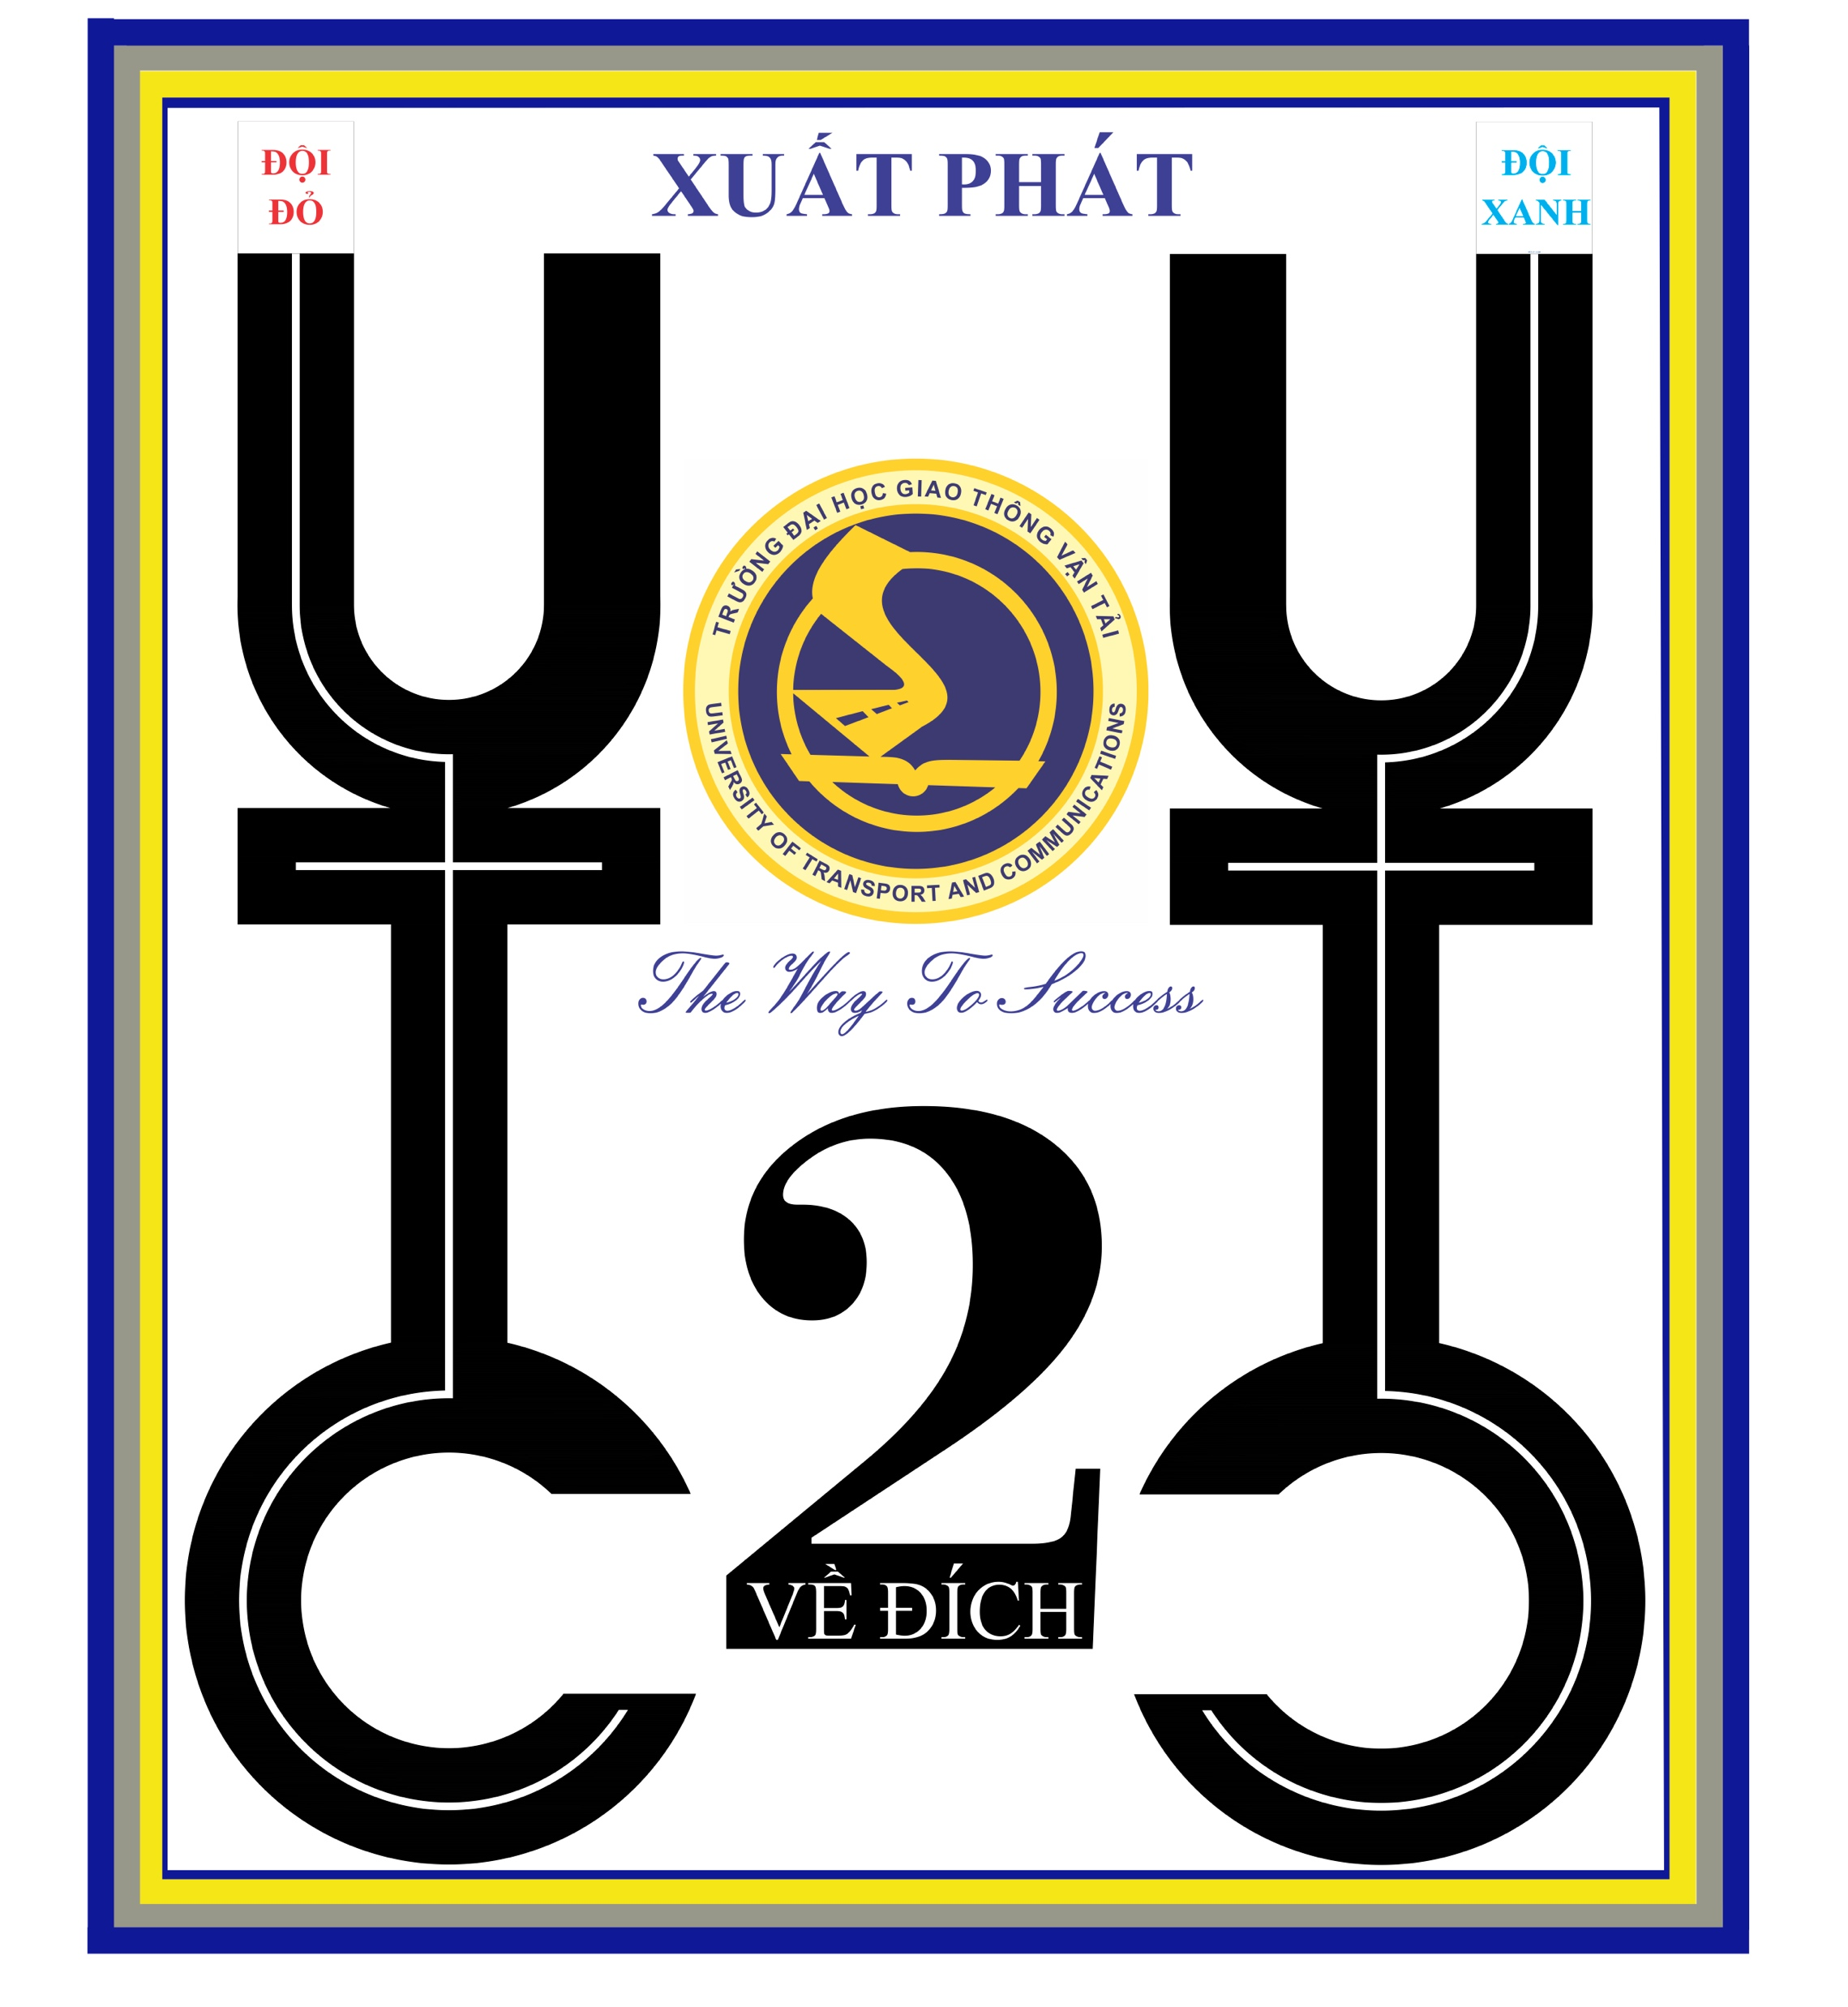 ĐỘI
ĐỎ
XUẤT PHÁT
ĐỘI
XANH
TRƯỜNG ĐẠI HỌC GIAO THÔNG VẬN TẢI
UNIVERSITY OF TRANSPORT AND COMMUNICATIONS
The Way To Success
2
VỀ ĐÍCH